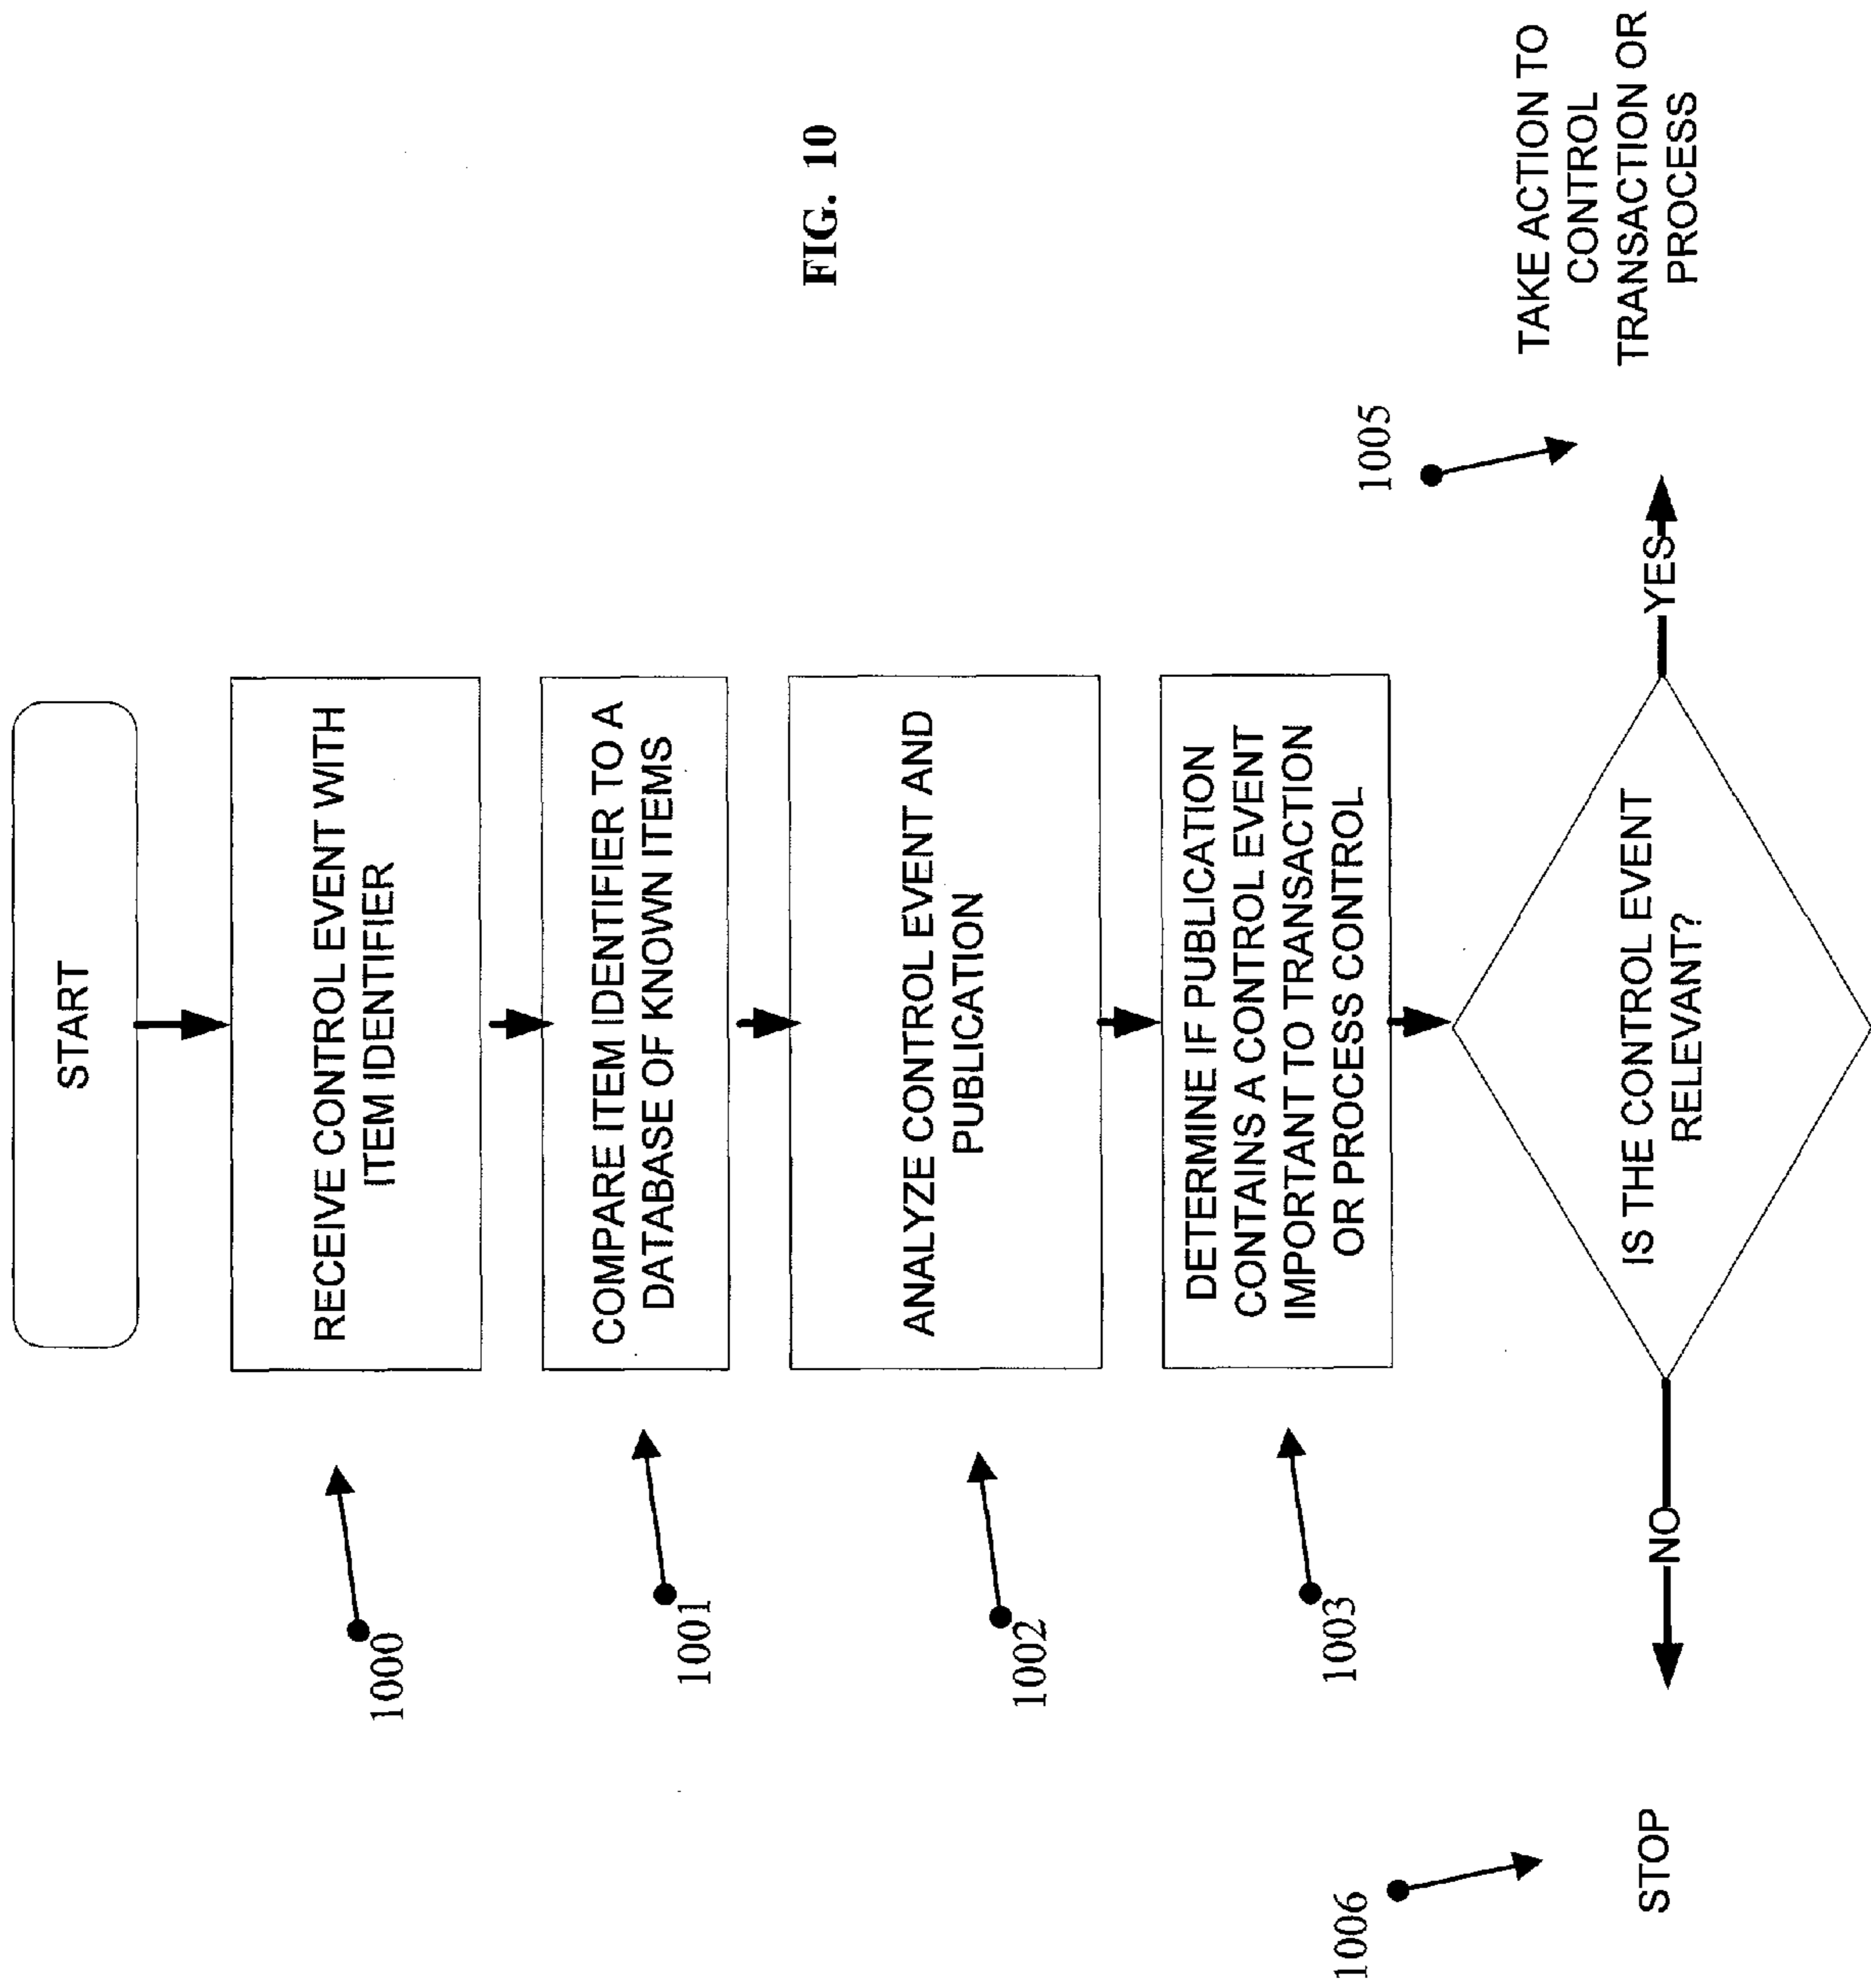 START
RECEIVE CONTROL EVENT WITH
ITEM IDENTIFIER
1000
COMPARE ITEM IDENTIFIER TO A
DATABASE OF KNOWN ITEMS
1001
ANALYZE CONTROL EVENT AND
PUBLICATION
1002
DETERMINE IF PUBLICATION
CONTAINS A CONTROL EVENT
IMPORTANT TO TRANSACTION
OR PROCESS CONTROL
1003
IS THE CONTROL EVENT
RELEVANT?
NO
YES
1006
STOP
1005
TAKE ACTION TO
CONTROL
TRANSACTION OR
PROCESS
FIG. 10